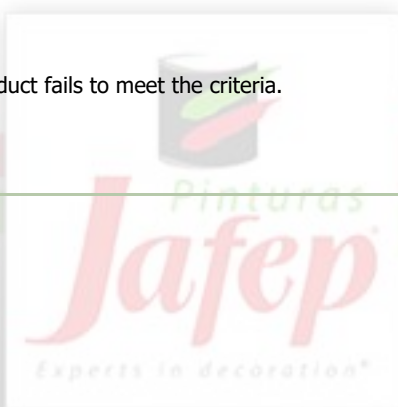 duct fails to meet the criteria.
Pinturas
Jafep
Experts in decoration*